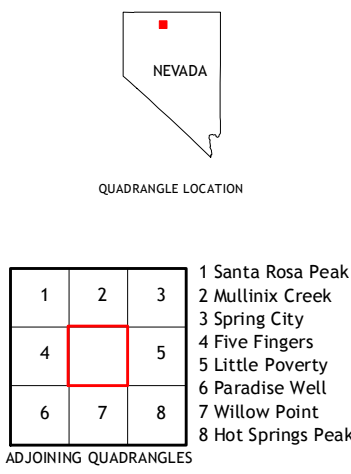 NEVADA
QUADRANGLE LOCATION
1 2 3
4 5
6 7 8
ADJOINING QUADRANGLES
1 Santa Rosa Peak
2 Mullinix Creek
3 Spring City
4 Five Fingers
5 Little Poverty
6 Paradise Well
7 Willow Point
8 Hot Springs Peak